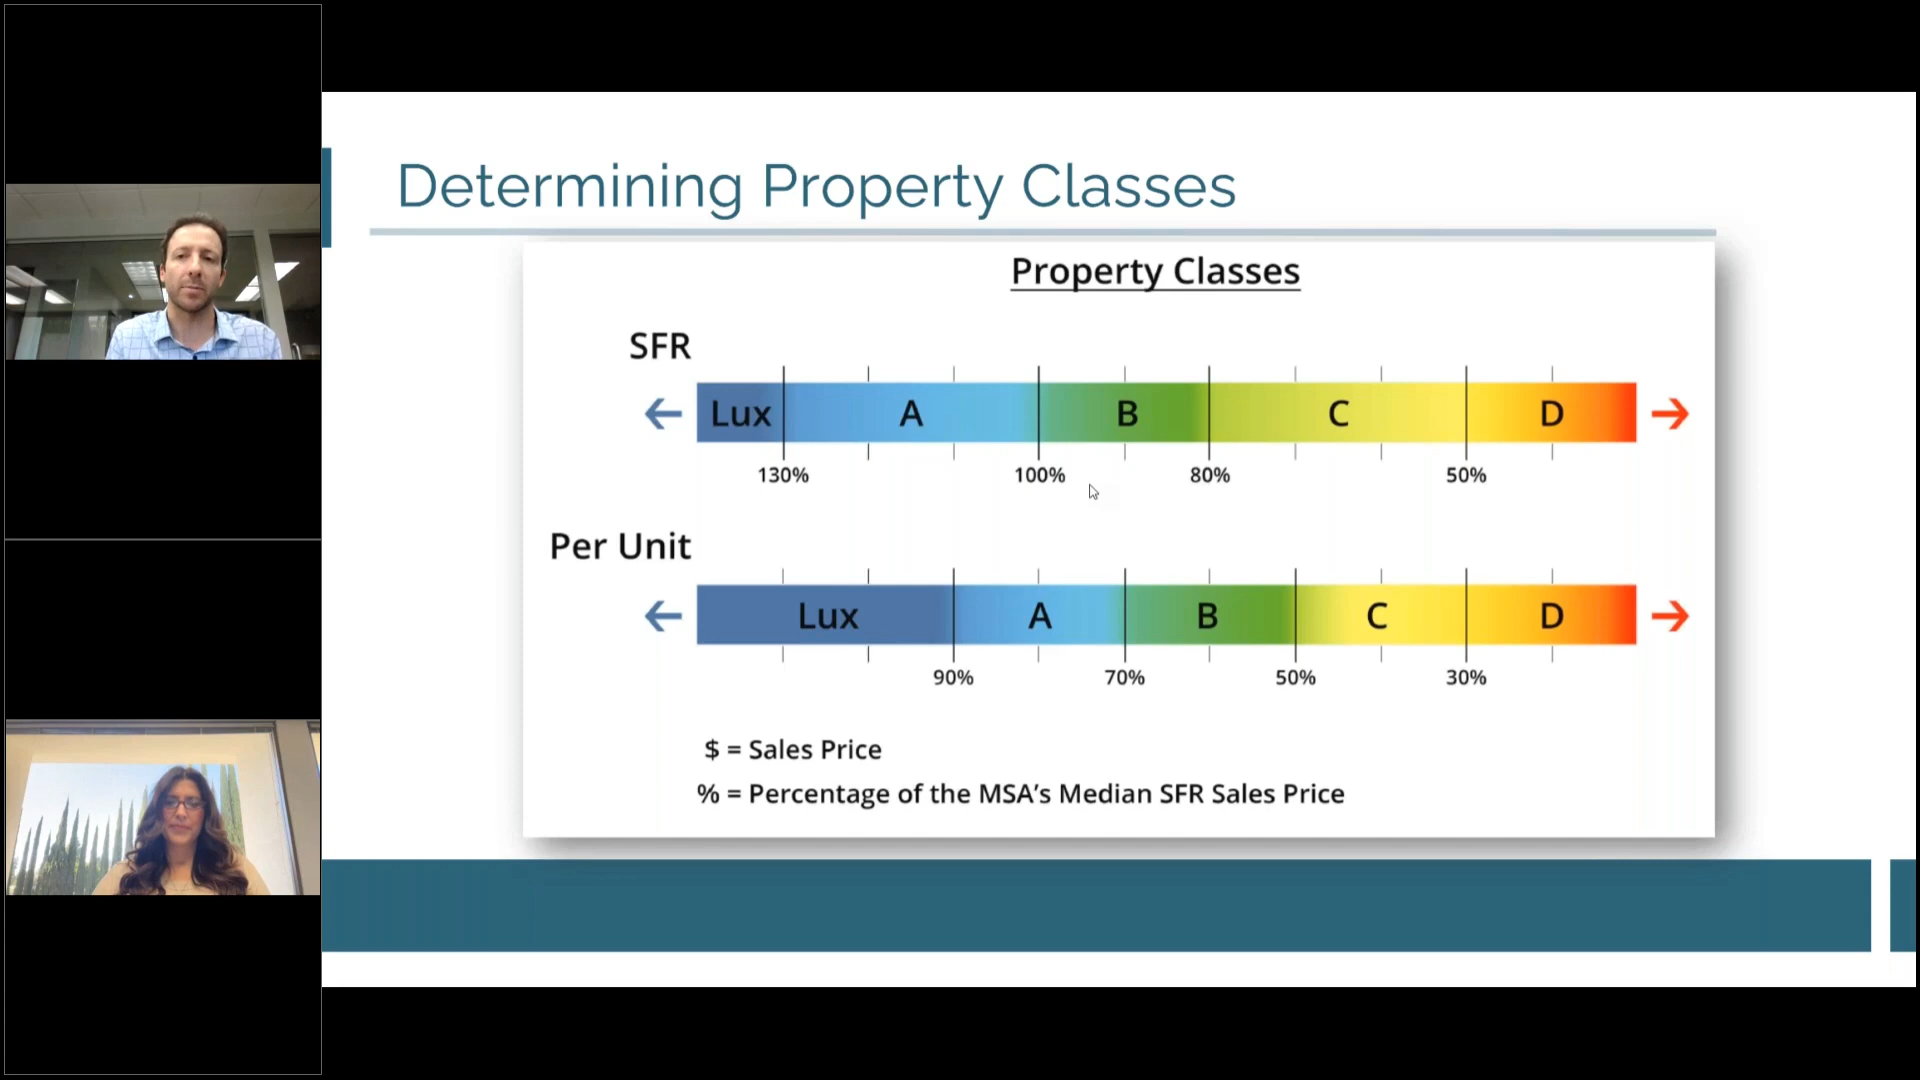 Determining Property Classes
Property Classes
SFR
Lux A B C D
130% 100% 80% 50%
Per Unit
Lux A B C D
90% 70% 50% 30%
$ = Sales Price
% = Percentage of the MSA’s Median SFR Sales Price